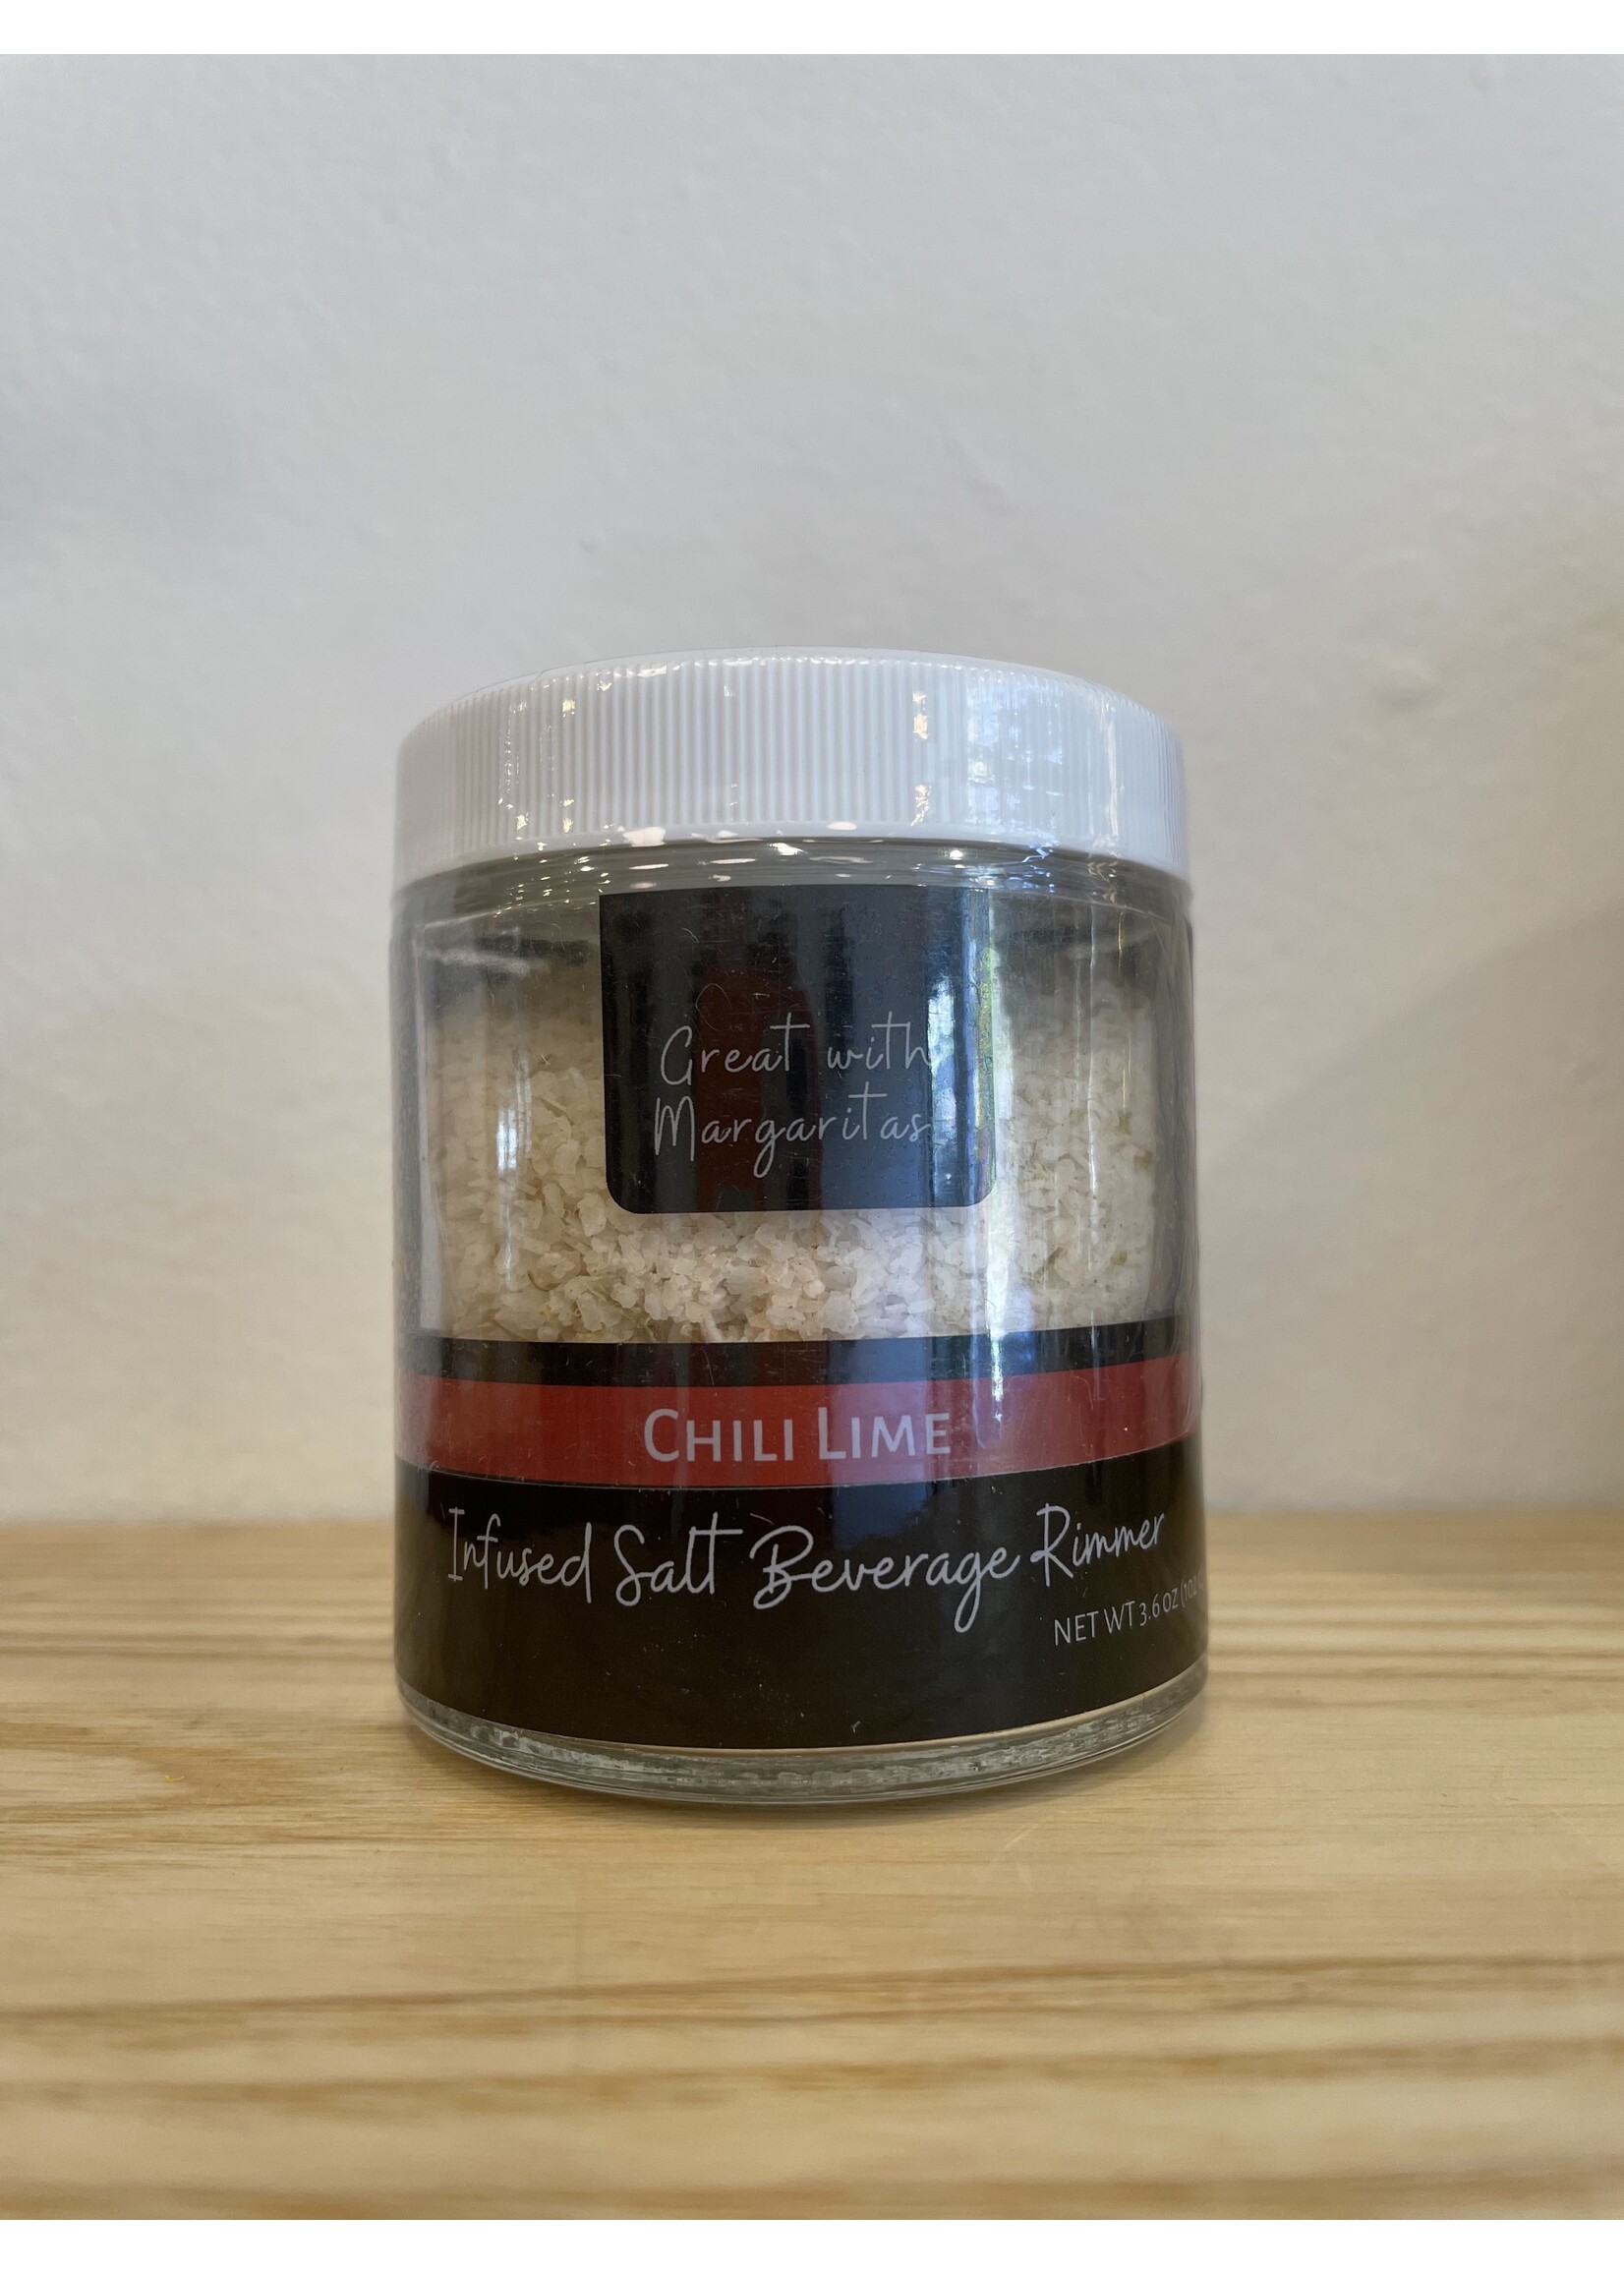 Great with
Margaritas
CHILI LIME
Infused Salt Beverage Rimmer
NET WT 3.6 OZ